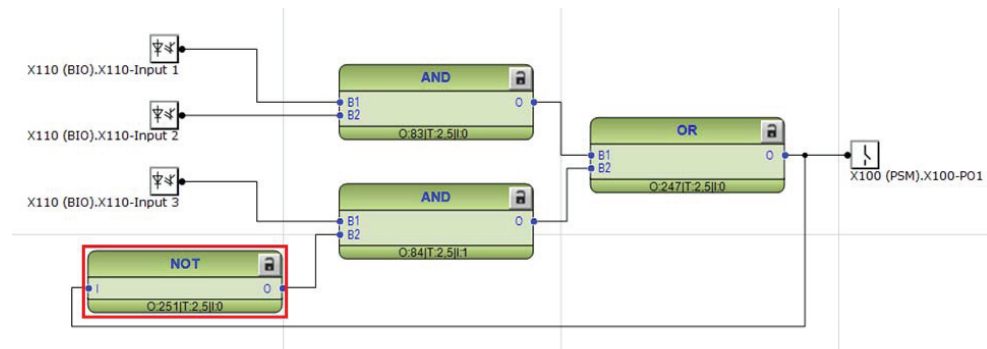 X110 (BIO).X110-Input 1
X110 (BIO).X110-Input 2
X110 (BIO).X110-Input 3
AND
B1 O
B2
O:83|T:2,5|I:0
AND
B1 O
B2
O:84|T:2,5|I:1
NOT
I O
O:251|T:2,5|I:0
OR
B1 O
B2
O:247|T:2,5|I:0
X100 (PSM).X100-PO1